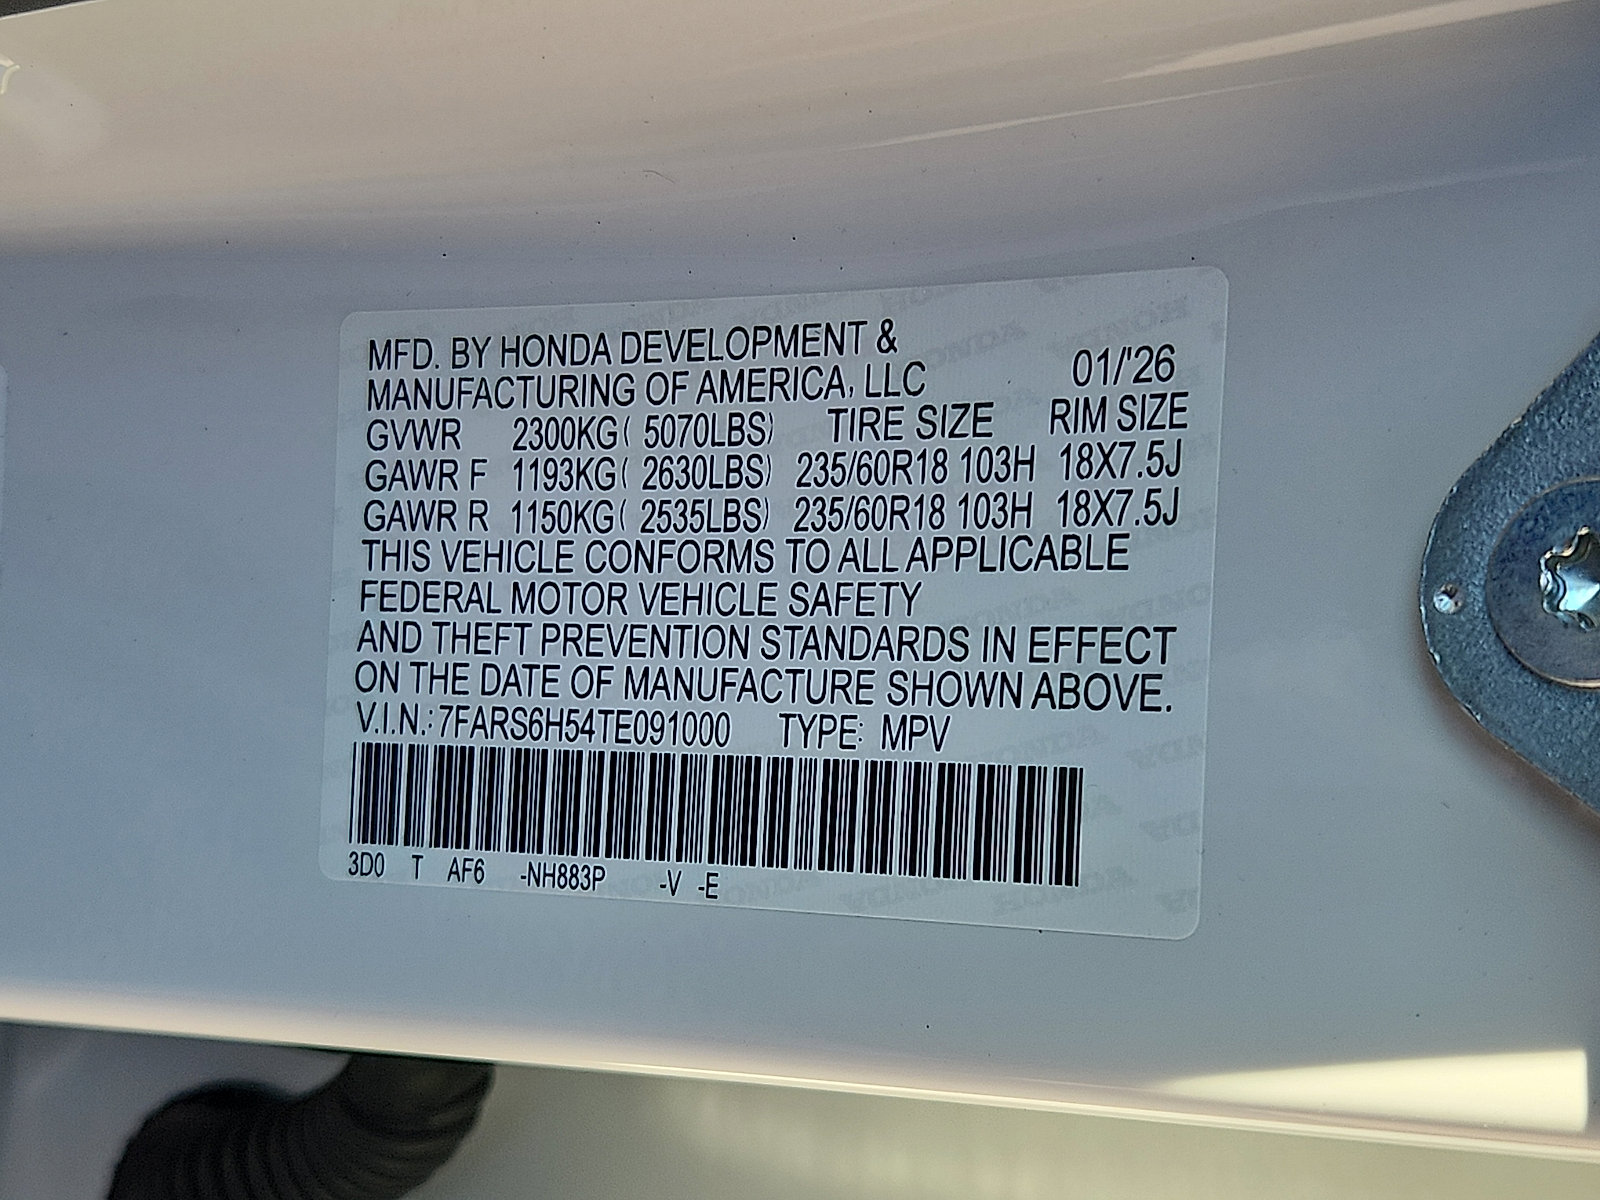 MFD. BY HONDA DEVELOPMENT &
MANUFACTURING OF AMERICA, LLC 01/'26
GVWR 2300KG( 5070LBS) TIRE SIZE RIM SIZE
GAWR F 1193KG( 2630LBS) 235/60R18 103H 18X7.5J
GAWR R 1150KG( 2535LBS) 235/60R18 103H 18X7.5J
THIS VEHICLE CONFORMS TO ALL APPLICABLE
FEDERAL MOTOR VEHICLE SAFETY
AND THEFT PREVENTION STANDARDS IN EFFECT
ON THE DATE OF MANUFACTURE SHOWN ABOVE.
V.I.N.: 7FARS6H54TE091000 TYPE: MPV
3D0 T AF6 -NH883P -V -E